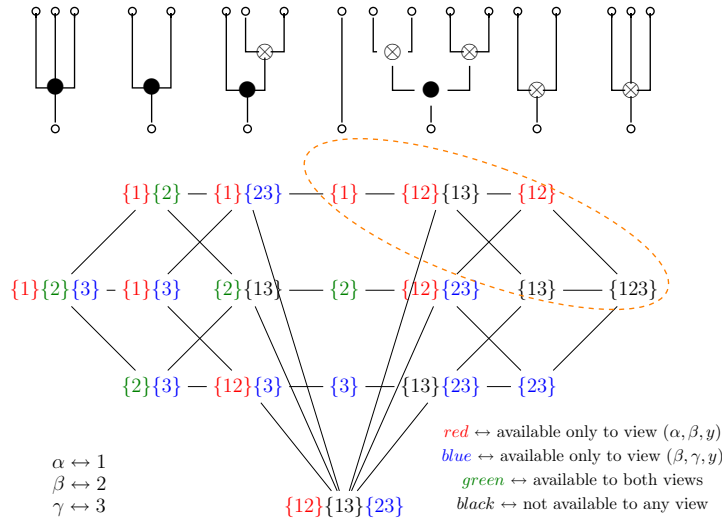 {1}{2} {1}{23} {1} {12}{13} {12}
{1}{2}{3} {1}{3} {2}{13} {2} {12}{23} {13} {123}
{2}{3} {12}{3} {3} {13}{23} {23}
red ↔ available only to view (α, β, y)
α ↔ 1 blue ↔ available only to view (β, γ, y)
β ↔ 2 green ↔ available to both views
γ ↔ 3 {12}{13}{23} black ↔ not available to any view